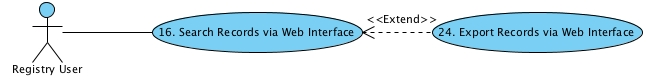 <<Extend>>
16. Search Records via Web Interface
24. Export Records via Web Interface
Registry User